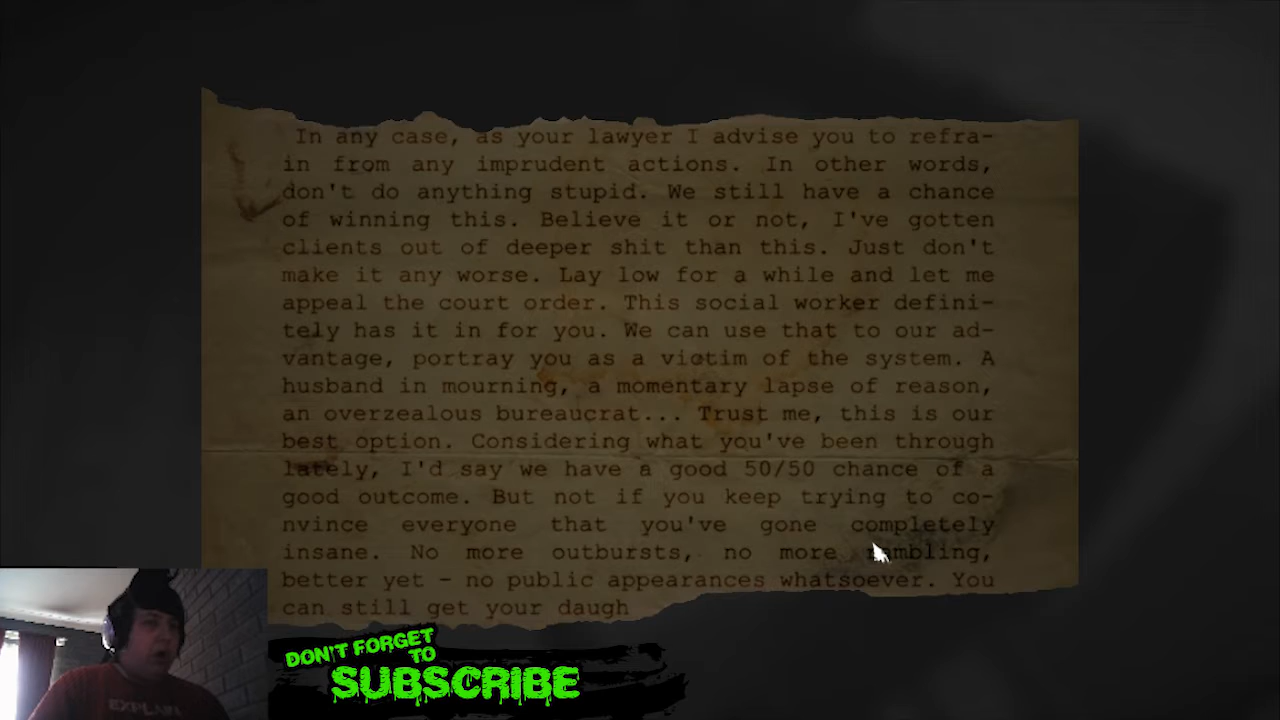 In any case, as your lawyer I advise you to refra-
in from any imprudent actions. In other words,
don't do anything stupid. We still have a chance
of winning this. Believe it or not, I've gotten
clients out of deeper shit than this. Just don't
make it any worse. Lay low for a while and let me
appeal the court order. This social worker defini-
tely has it in for you. We can use that to our ad-
vantage, portray you as a victim of the system. A
husband in mourning, a momentary lapse of reason,
an overzealous bureaucrat... Trust me, this is our
best option. Considering what you've been through
lately, I'd say we have a good 50/50 chance of a
good outcome. But not if you keep trying to co-
nvince everyone that you've gone completely
insane. No more outbursts, no more rambling,
better yet - no public appearances whatsoever. You
can still get your daugh
DON'T FORGET
TO
SUBSCRIBE
EXPLAIN